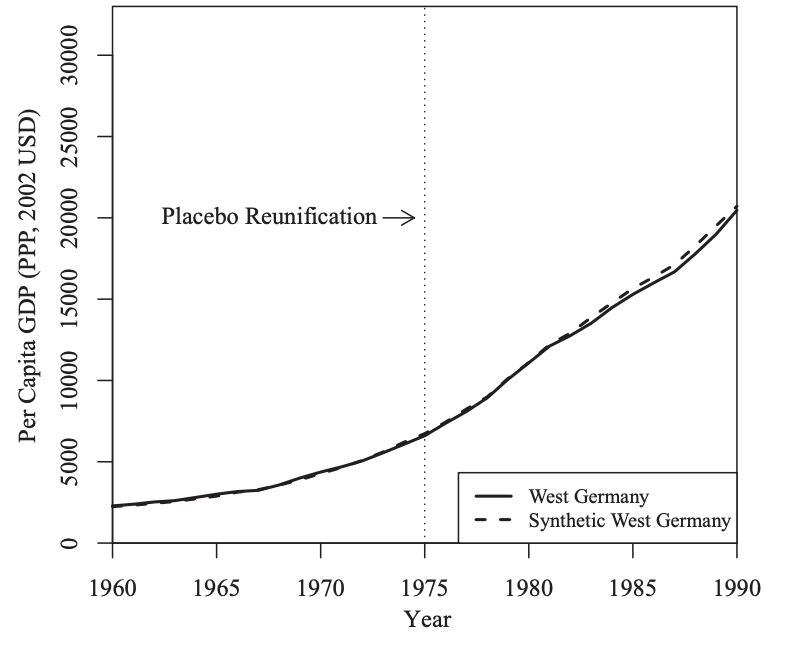 Per Capita GDP (PPP, 2002 USD)
30000
25000
20000
15000
10000
5000
0
Placebo Reunification
West Germany
Synthetic West Germany
1960 1965 1970 1975 1980 1985 1990
Year